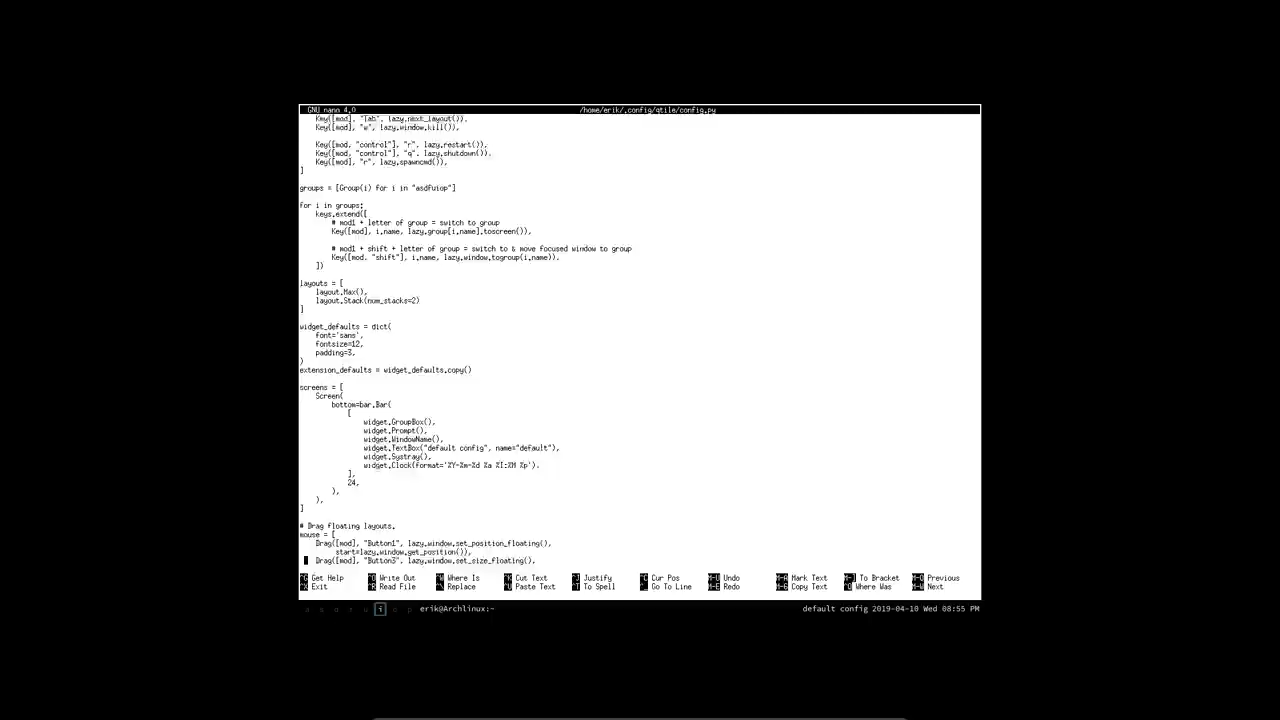 GNU nano 4.0 /home/erik/.config/qtile/config.py
Key([mod], "Tab", lazy.next_layout()),
Key([mod], "w", lazy.window.kill()),
Key([mod, "control"], "r", lazy.restart()),
Key([mod, "control"], "q", lazy.shutdown()),
Key([mod], "r", lazy.spawncmd()),
]
groups = [Group(i) for i in "asdfuiop"]
for i in groups:
keys.extend([
# mod1 + letter of group = switch to group
Key([mod], i.name, lazy.group[i.name].toscreen()),
# mod1 + shift + letter of group = switch to & move focused window to group
Key([mod, "shift"], i.name, lazy.window.togroup(i.name)),
])
layouts = [
layout.Max(),
layout.Stack(num_stacks=2)
]
widget_defaults = dict(
font='sans',
fontsize=12,
padding=3,
)
extension_defaults = widget_defaults.copy()
screens = [
Screen(
bottom=bar.Bar(
[
widget.GroupBox(),
widget.Prompt(),
widget.WindowName(),
widget.TextBox("default config", name="default"),
widget.Systray(),
widget.Clock(format='%Y-%m-%d %a %I:%M %p'),
],
24,
),
),
]
# Drag floating layouts.
mouse = [
Drag([mod], "Button1", lazy.window.set_position_floating(),
start=lazy.window.get_position()),
Drag([mod], "Button3", lazy.window.set_size_floating(),
^G Get Help ^O Write Out ^W Where Is ^K Cut Text ^J Justify ^C Cur Pos M-U Undo M-A Mark Text M-] To Bracket M-Q Previous
^X Exit ^R Read File ^\ Replace ^U Paste Text ^T To Spell ^_ Go To Line M-E Redo M-6 Copy Text ^Q Where Was M-W Next
a s d f u i o p erik@Archlinux:~ default config 2019-04-10 Wed 08:55 PM